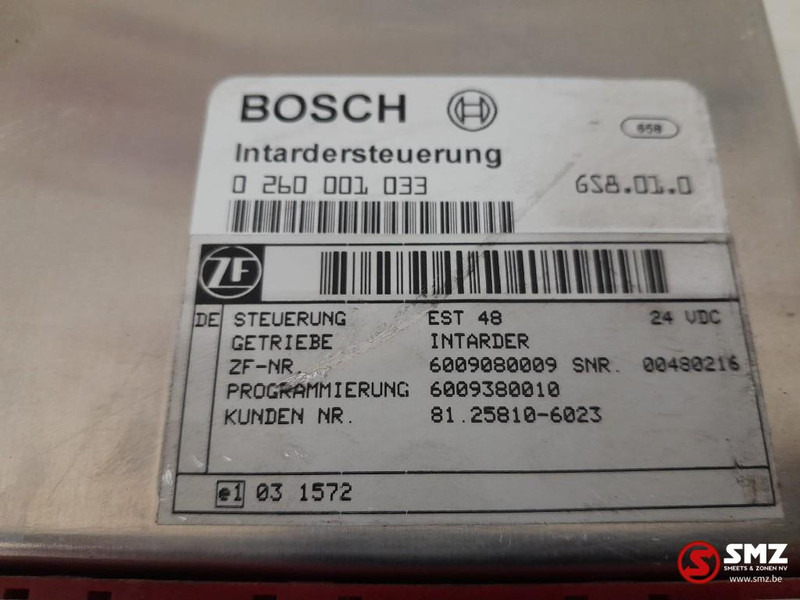 BOSCH
658
Intardersteuerung
0 260 001 033 GS8.01.0
ZF
DE STEUERUNG EST 48 24 VDC
GETRIEBE INTARDER
ZF-NR. 6009080009 SNR. 00480216
PROGRAMMIERUNG 6009380010
KUNDEN NR. 81.25810-6023
e1 03 1572
SMZ
SMEETS & ZONEN NV
www.smz.be